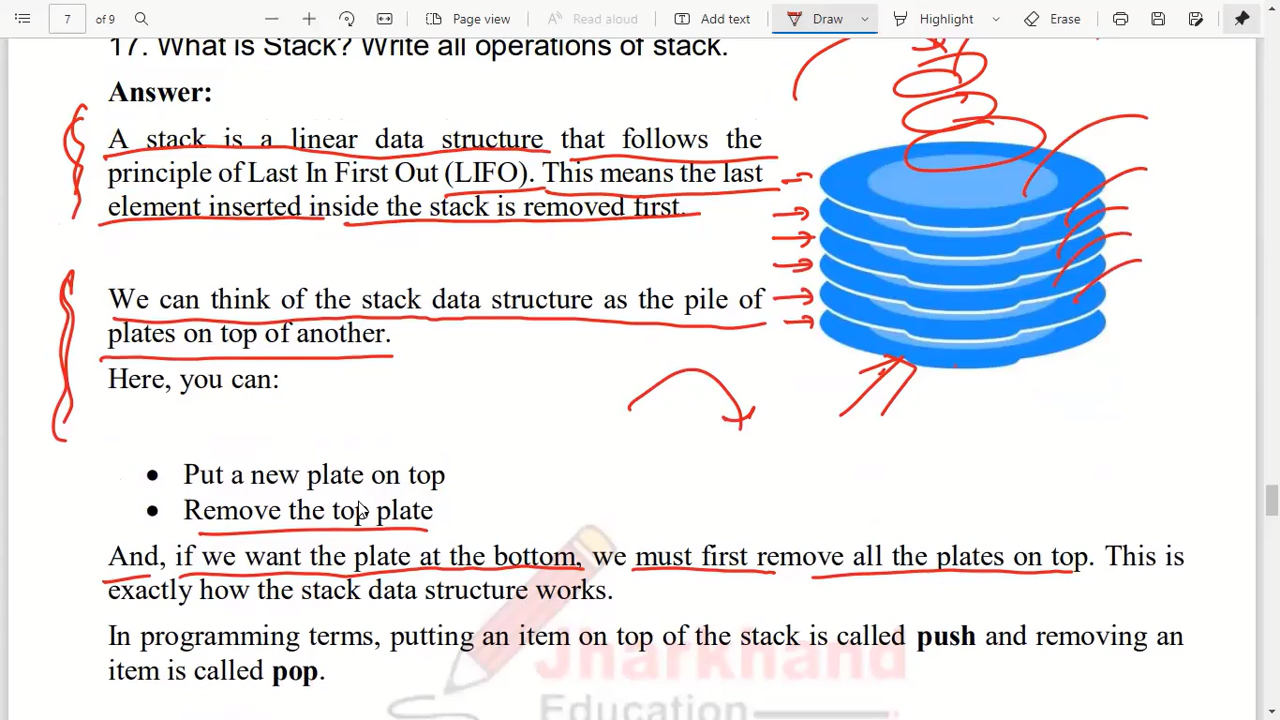 7
of 9
Page view
Read aloud
Add text
Draw
Highlight
Erase
17. What is Stack? Write all operations of stack.
Answer:
A stack is a linear data structure that follows the
principle of Last In First Out (LIFO). This means the last
element inserted inside the stack is removed first.
We can think of the stack data structure as the pile of
plates on top of another.
Here, you can:
• Put a new plate on top
• Remove the top plate
And, if we want the plate at the bottom, we must first remove all the plates on top. This is
exactly how the stack data structure works.
In programming terms, putting an item on top of the stack is called push and removing an
item is called pop.
Jharkhand
Education